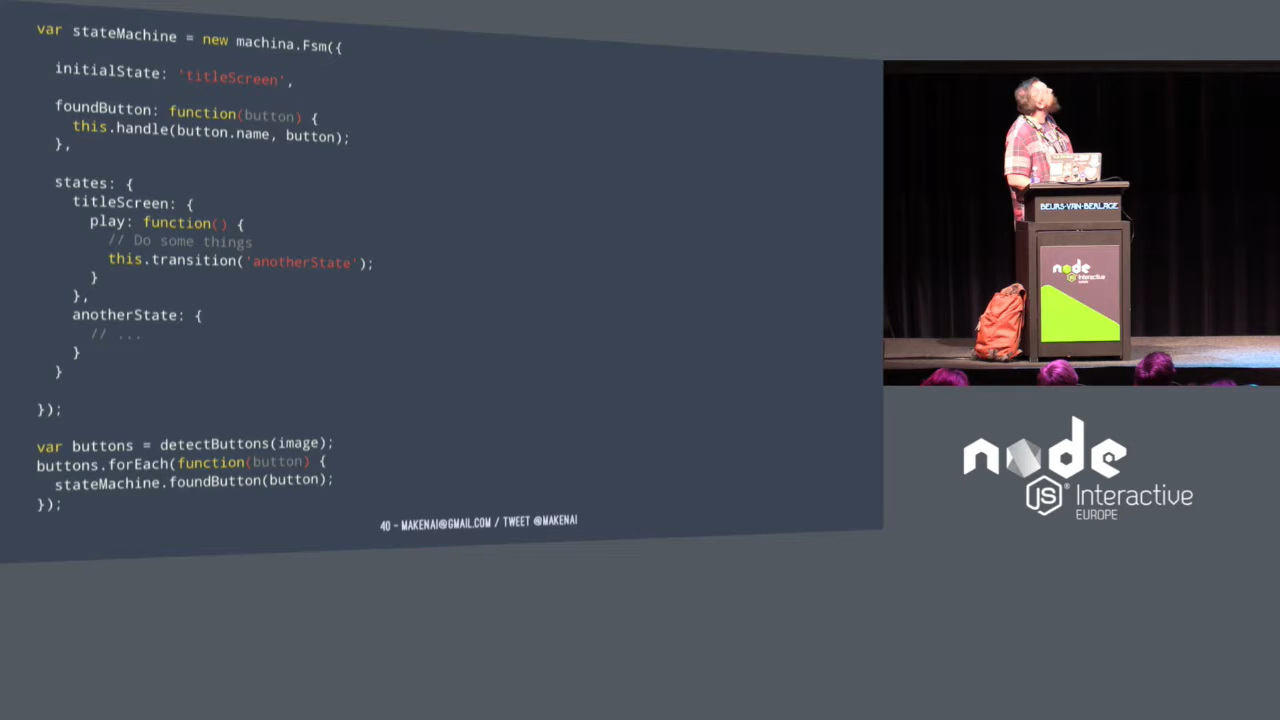 var stateMachine = new machina.Fsm({
initialState: 'titleScreen',
foundButton: function(button) {
this.handle(button.name, button);
},
states: {
titleScreen: {
play: function() {
// Do some things
this.transition('anotherState');
}
},
anotherState: {
// ...
}
}
});
var buttons = detectButtons(image);
buttons.forEach(function(button) {
stateMachine.foundButton(button);
});
40 - MAKENAI@GMAIL.COM / TWEET @MAKENAI
BEURS-VAN-BERLAGE
node
JS Interactive
EUROPE
node
JS® Interactive
EUROPE